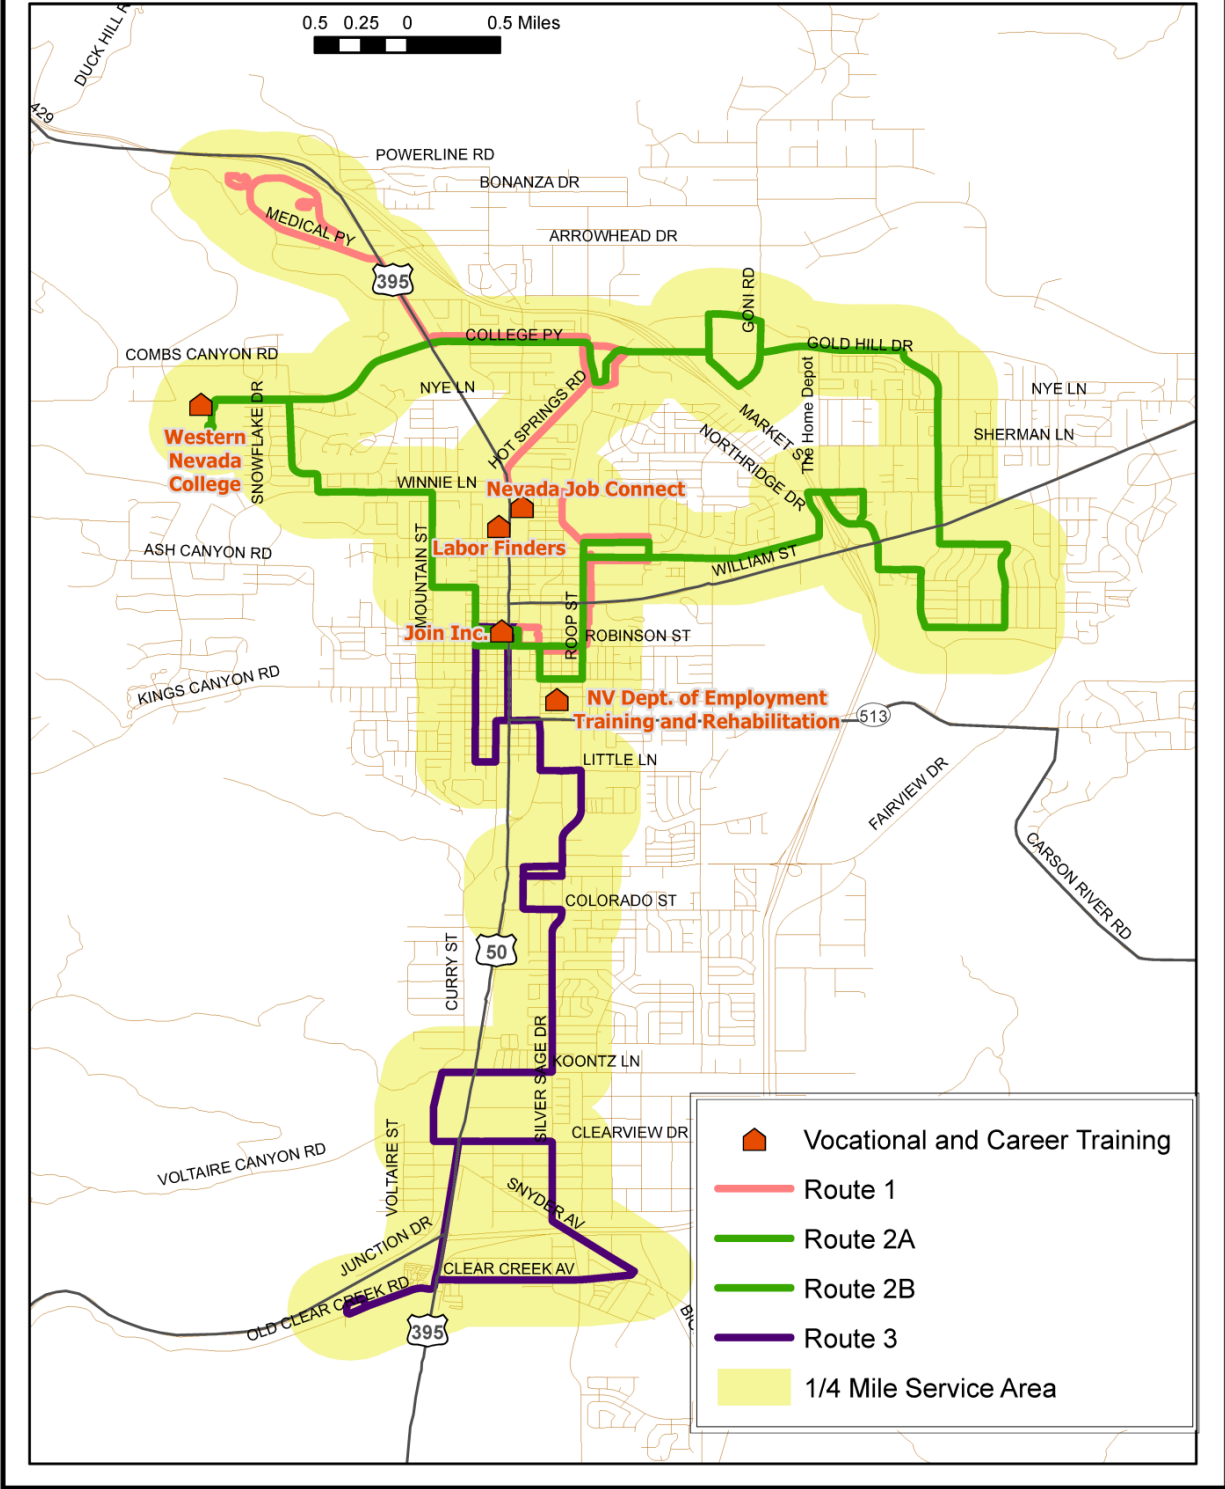 0.5 0.25 0 0.5 Miles
429
POWERLINE RD
BONANZA DR
MEDICAL PY
ARROWHEAD DR
395
GONI RD
COLLEGE PY
COMBS CANYON RD
GOLD HILL DR
NYE LN
NYE LN
SNOWFLAKE DR
HOT SPRINGS RD
The Home Depot
MARKET ST
Western
Nevada
College
NORTHRIDGE DR
SHERMAN LN
WINNIE LN
Nevada Job Connect
Labor Finders
ASH CANYON RD
MOUNTAIN ST
WILLIAM ST
Join Inc.
ROOP ST
ROBINSON ST
KINGS CANYON RD
NV Dept. of Employment
Training and Rehabilitation
513
LITTLE LN
FAIRVIEW DR
CARSON RIVER RD
COLORADO ST
50
CURRY ST
SILVER SAGE DR
KOONTZ LN
CLEARVIEW DR
VOLTAIRE ST
VOLTAIRE CANYON RD
SNYDER AV
JUNCTION DR
CLEAR CREEK AV
OLD CLEAR CREEK RD
395
Vocational and Career Training
Route 1
Route 2A
Route 2B
Route 3
1/4 Mile Service Area